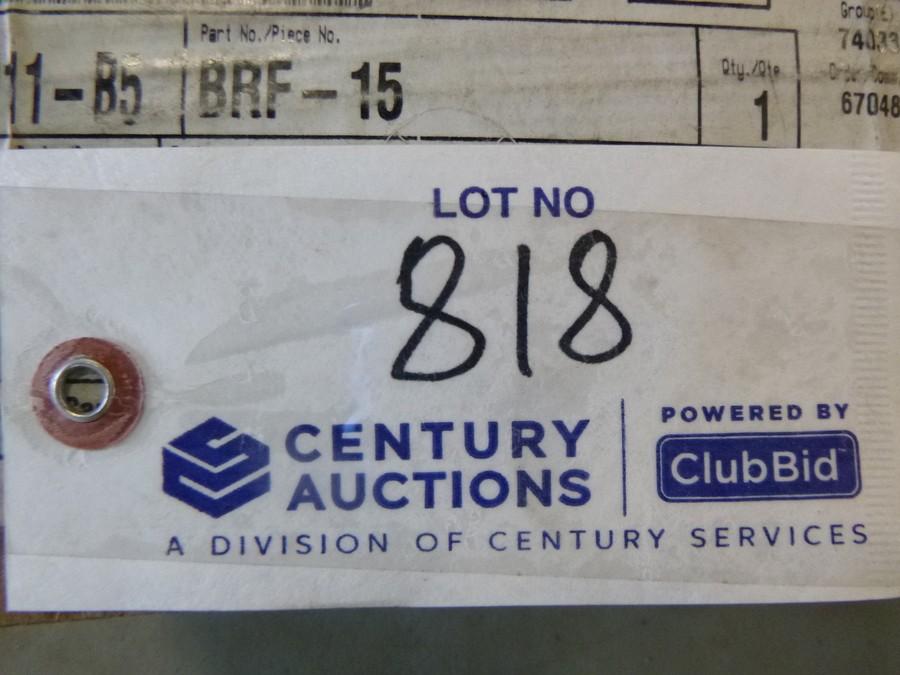 Part No./Piece No.
11-B5 BRF-15
Qty./Qte
1
67048
LOT NO
818
CENTURY
AUCTIONS
POWERED BY
ClubBid
A DIVISION OF CENTURY SERVICES